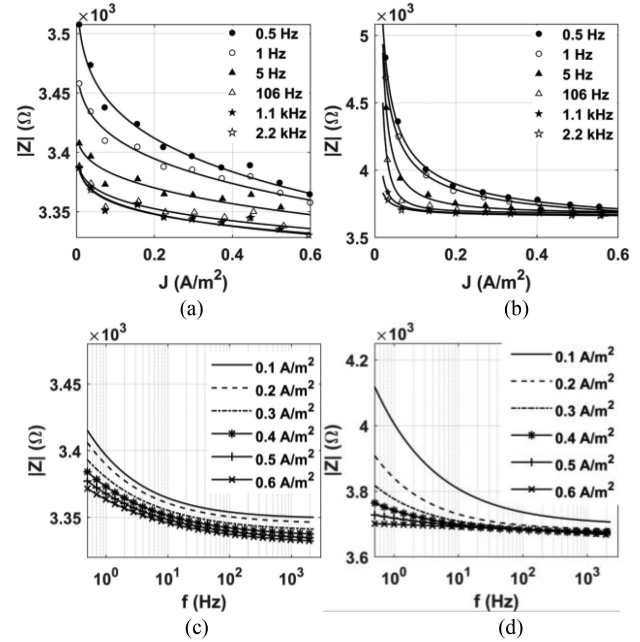 ×10³
3.5
3.45
3.4
3.35
|Z| (Ω)
0 0.2 0.4 0.6
J (A/m²)
0.5 Hz
1 Hz
5 Hz
106 Hz
1.1 kHz
2.2 kHz
(a)
×10³
5
4.5
4
3.5
|Z| (Ω)
0 0.2 0.4 0.6
J (A/m²)
0.5 Hz
1 Hz
5 Hz
106 Hz
1.1 kHz
2.2 kHz
(b)
×10³
3.45
3.4
3.35
|Z| (Ω)
10⁰ 10¹ 10² 10³
f (Hz)
0.1 A/m²
0.2 A/m²
0.3 A/m²
0.4 A/m²
0.5 A/m²
0.6 A/m²
(c)
×10³
4.2
4
3.8
3.6
|Z| (Ω)
10⁰ 10¹ 10² 10³
f (Hz)
0.1 A/m²
0.2 A/m²
0.3 A/m²
0.4 A/m²
0.5 A/m²
0.6 A/m²
(d)